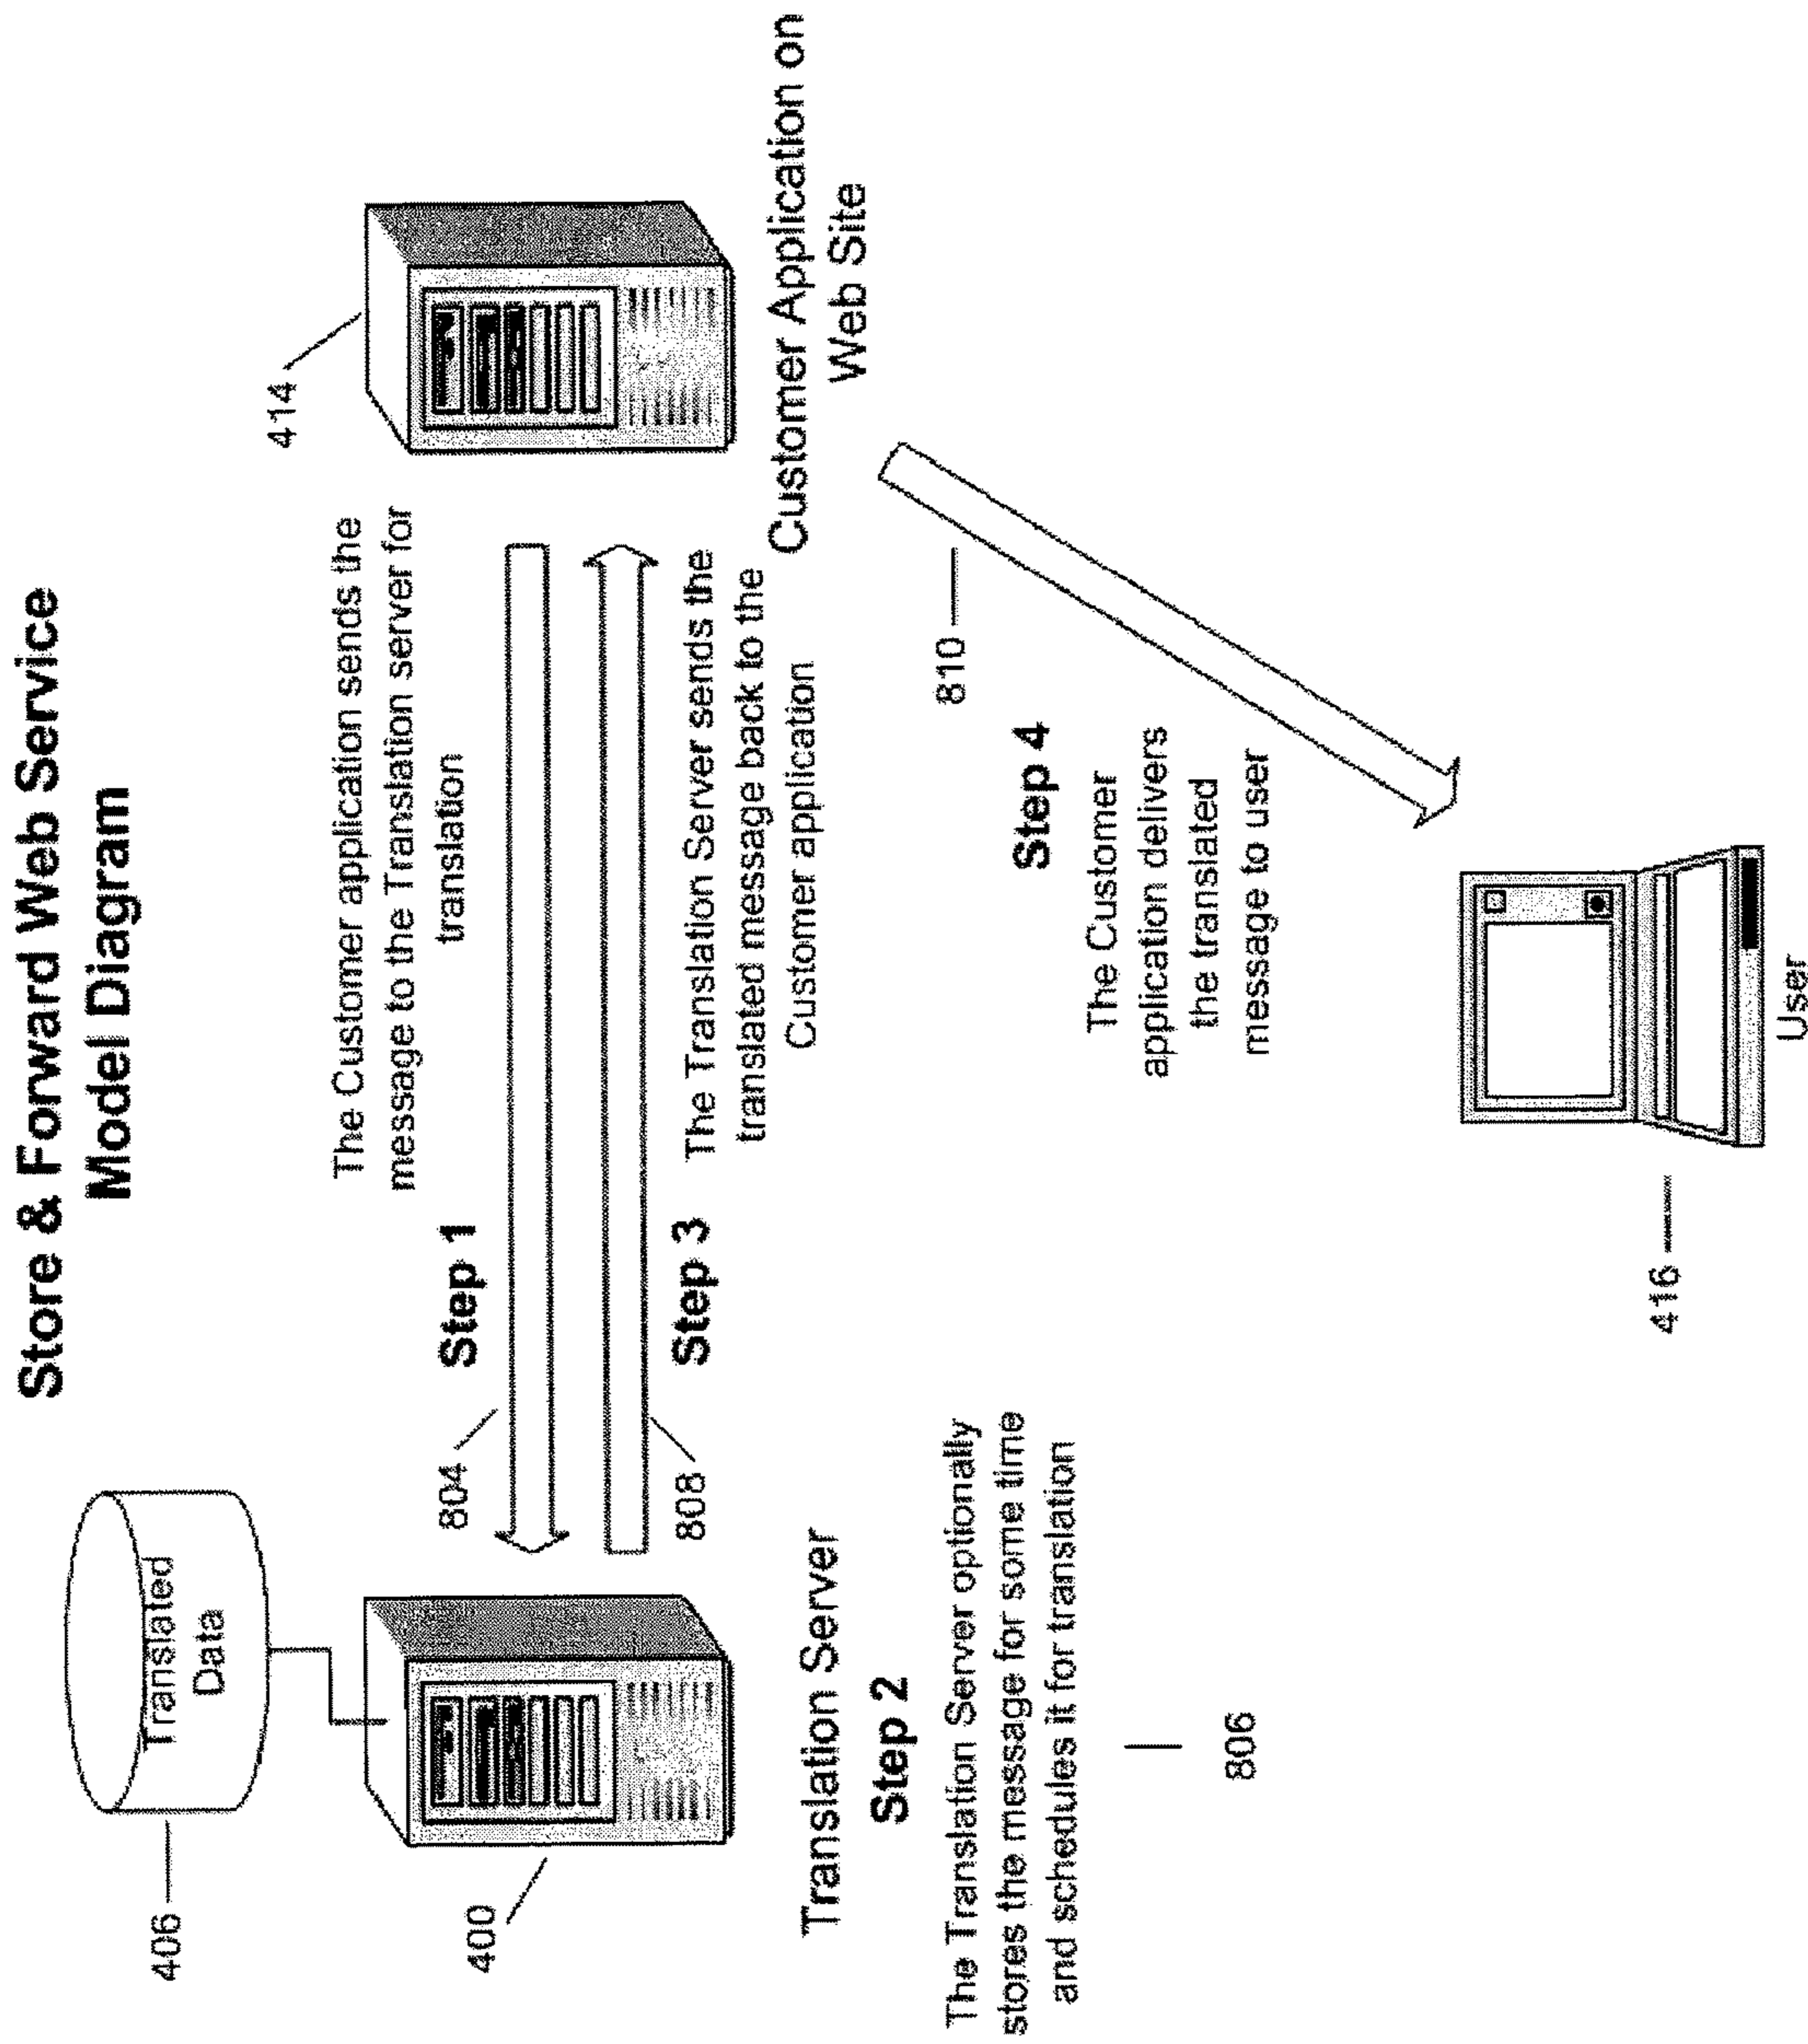 Store & Forward Web Service
Model Diagram
406
Translated
Data
400
Translation Server
Step 2
The Translation Server optionally
stores the message for some time
and schedules it for translation
806
804
Step 1
The Customer application sends the
message to the Translation server for
translation
808
Step 3
The Translation Server sends the
translated message back to the
Customer application
414
Customer Application on
Web Site
810
Step 4
The Customer
application delivers
the translated
message to user
416
User